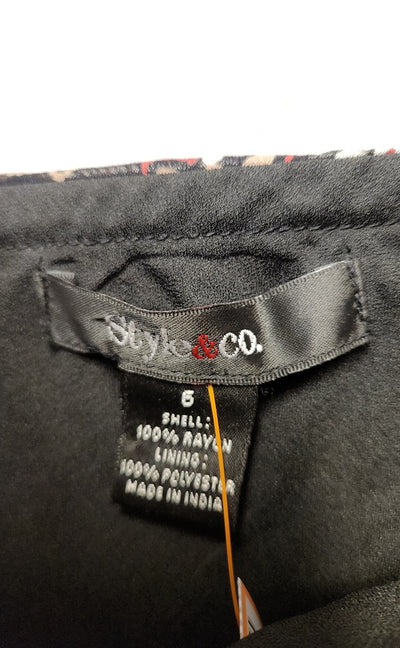 Style&CO.
6
SHELL:
100% RAYON
LINING:
100% POLYESTER
MADE IN INDIA